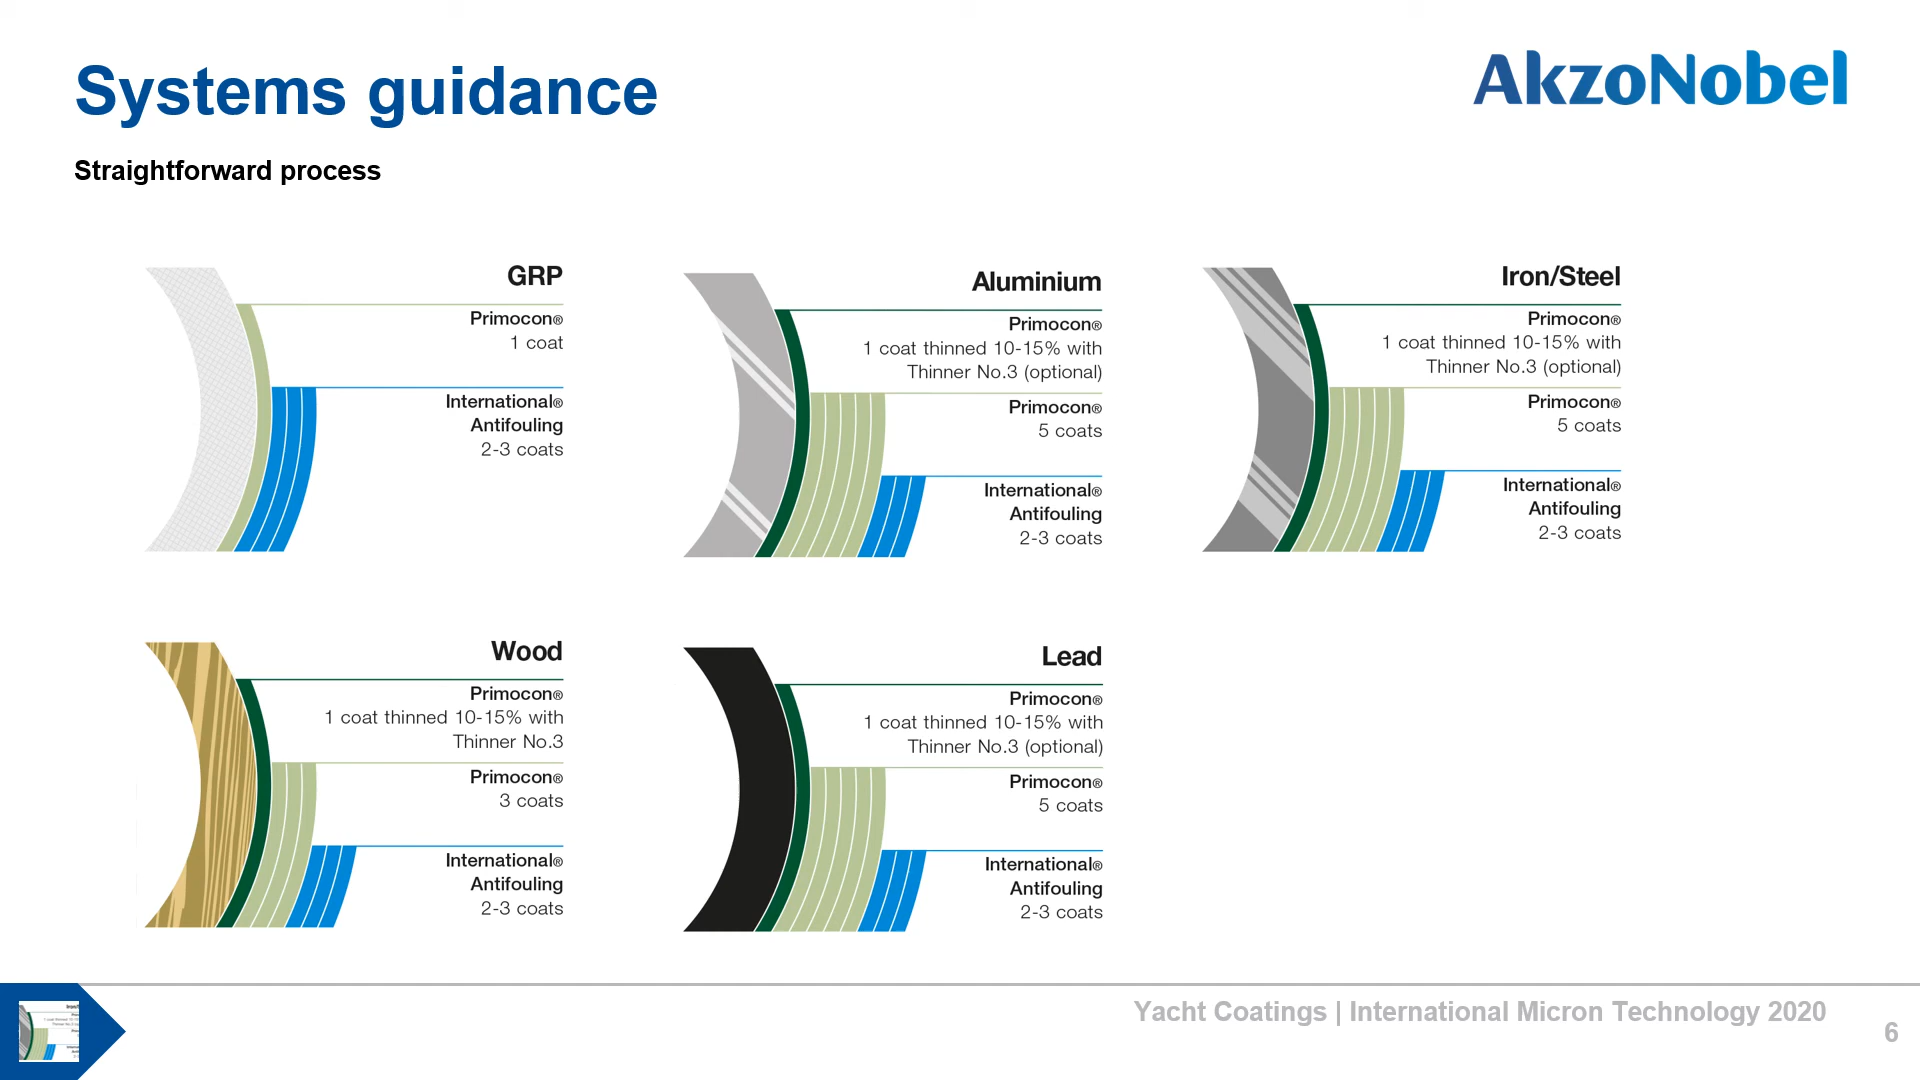 Systems guidance
AkzoNobel
Straightforward process
GRP
Primocon®
1 coat
International®
Antifouling
2-3 coats
Aluminium
Primocon®
1 coat thinned 10-15% with
Thinner No.3 (optional)
Primocon®
5 coats
International®
Antifouling
2-3 coats
Iron/Steel
Primocon®
1 coat thinned 10-15% with
Thinner No.3 (optional)
Primocon®
5 coats
International®
Antifouling
2-3 coats
Wood
Primocon®
1 coat thinned 10-15% with
Thinner No.3
Primocon®
3 coats
International®
Antifouling
2-3 coats
Lead
Primocon®
1 coat thinned 10-15% with
Thinner No.3 (optional)
Primocon®
5 coats
International®
Antifouling
2-3 coats
Yacht Coatings | International Micron Technology 2020
6